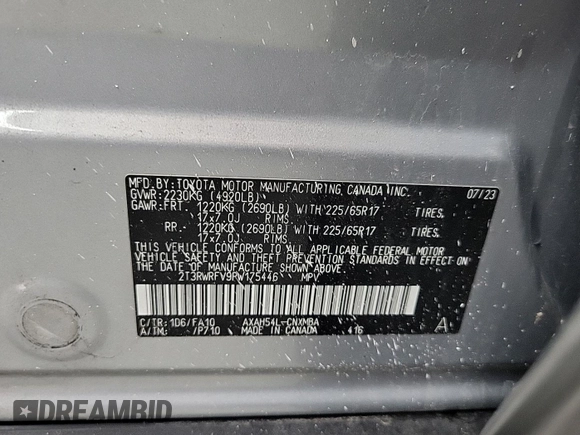 MFD.BY:TOYOTA MOTOR MANUFACTURING CANADA INC.
GVWR:2230KG (4920LB) 07/23
GAWR:FRT 1220KG (2690LB) WITH 225/65R17 TIRES,
17x7.0J RIMS,
RR. 1220KG (2690LB) WITH 225/65R17 TIRES,
17x7.0J RIMS.
THIS VEHICLE CONFORMS TO ALL APPLICABLE FEDERAL MOTOR
VEHICLE SAFETY, BUMPER, AND THEFT PREVENTION STANDARDS
IN EFFECT ON THE DATE OF MANUFACTURE SHOWN ABOVE.
2T3RWRFV9PW175446 MPV
C/TR: 1D6/FA10 AXAH54L-CNXMBA
A/TM: -/P710 MADE IN CANADA 416 A
DREAMBID